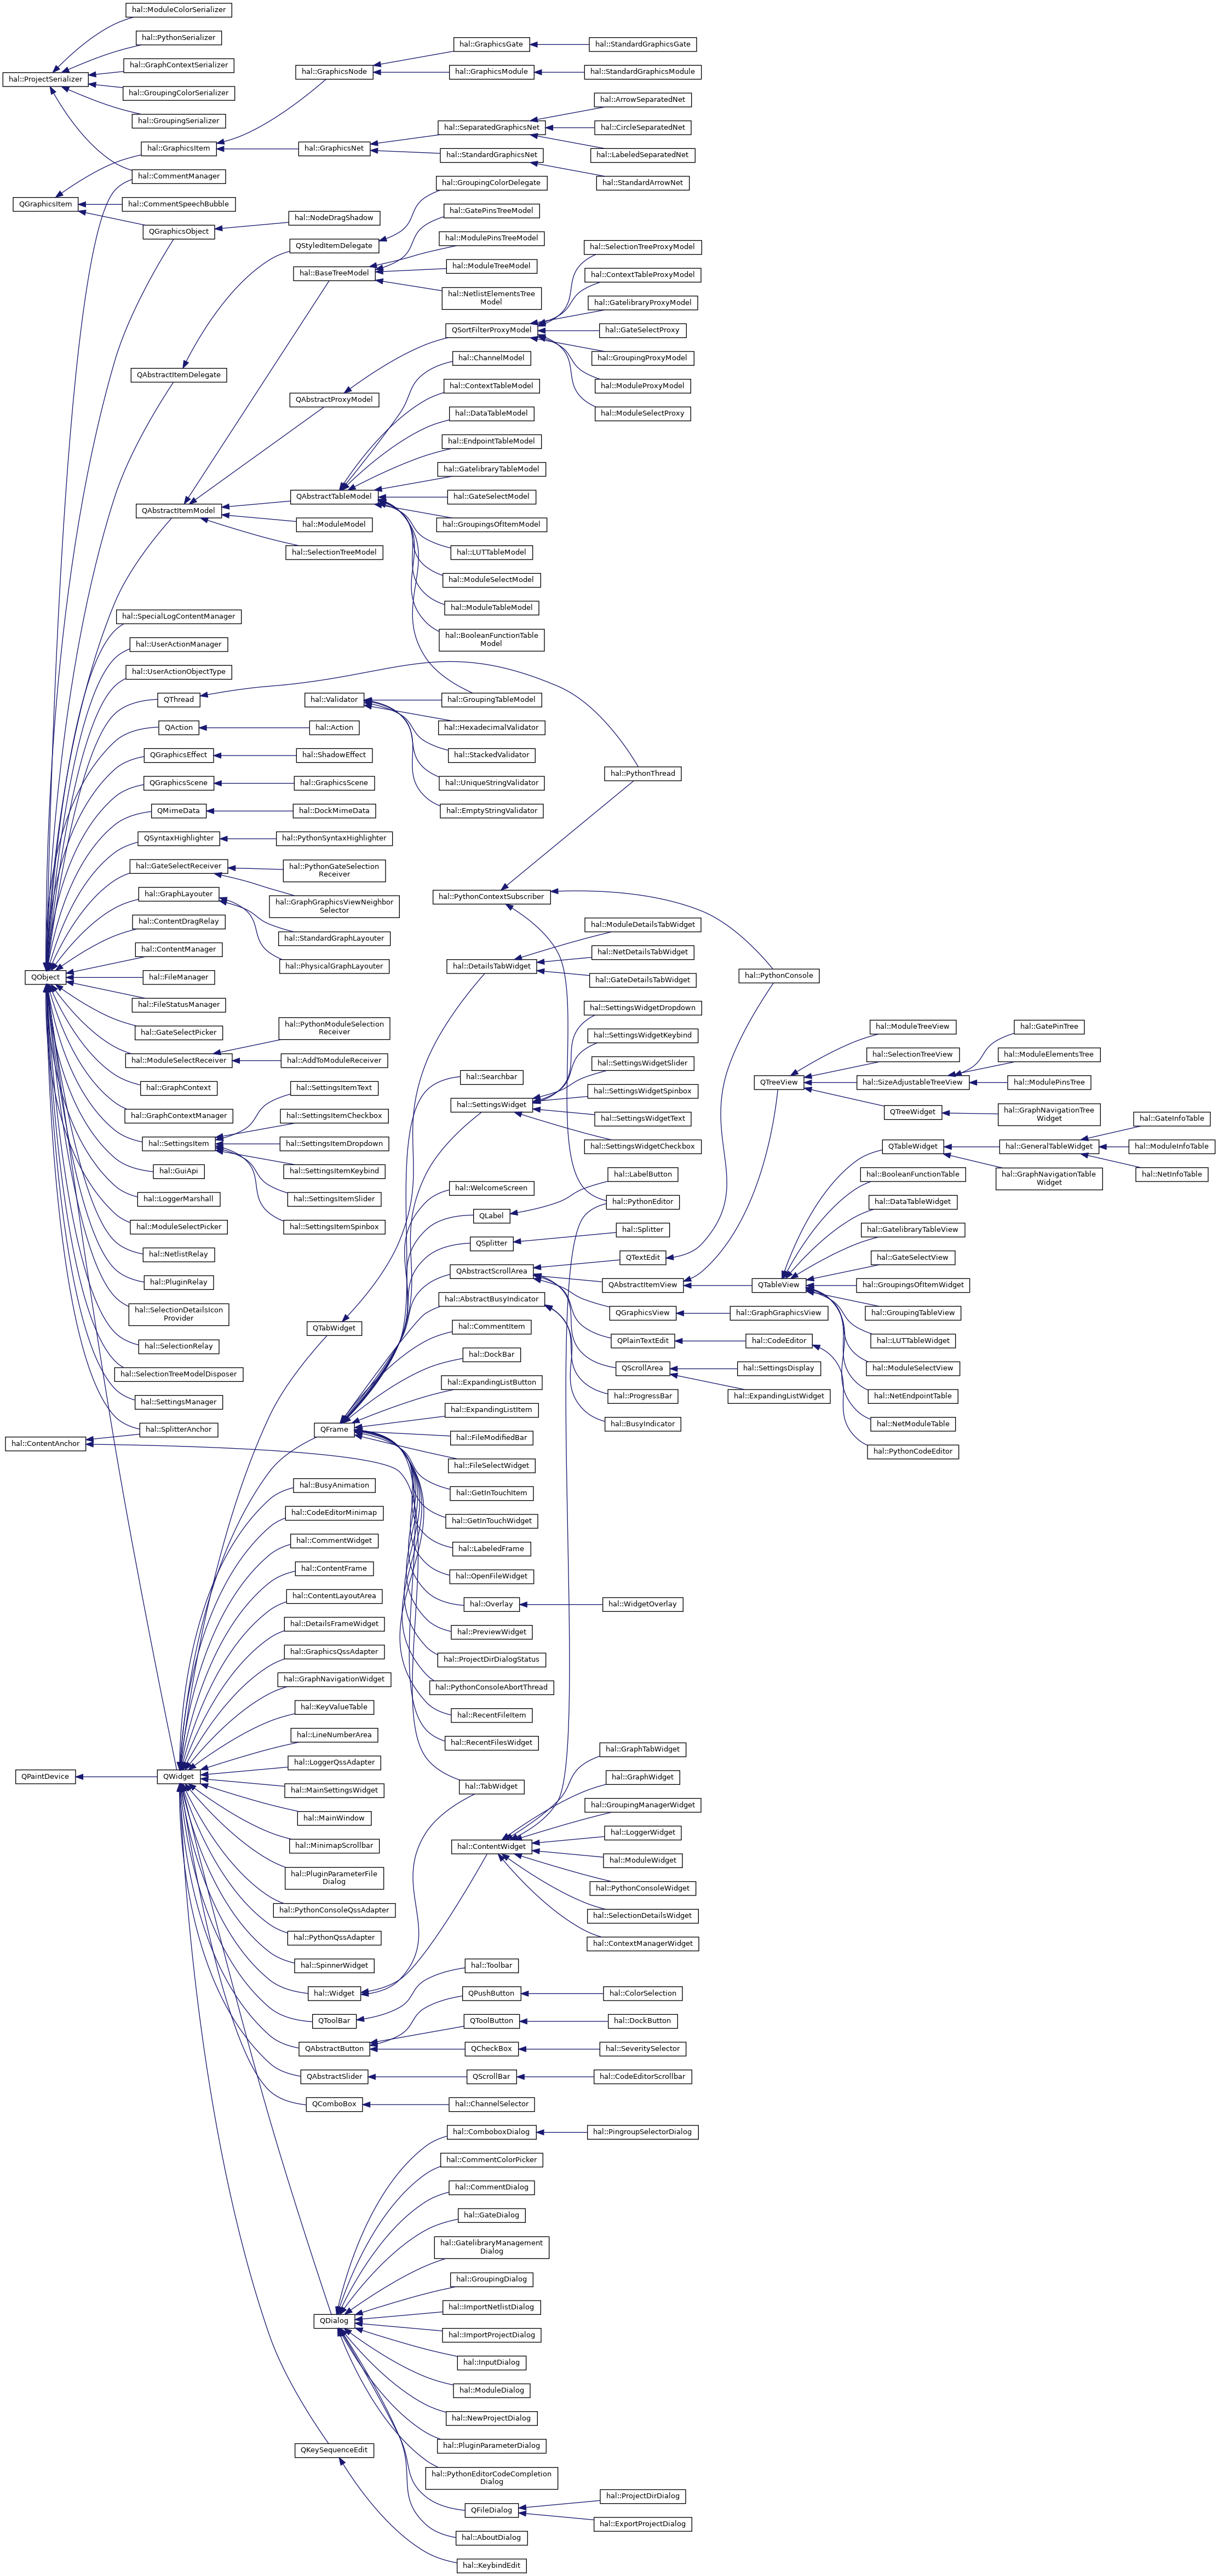 hal::ModuleColorSerializer
hal::PythonSerializer
hal::GraphicsGate
hal::StandardGraphicsGate
hal::GraphContextSerializer
hal::GraphicsNode
hal::GraphicsModule
hal::StandardGraphicsModule
hal::ProjectSerializer
hal::GroupingColorSerializer
hal::ArrowSeparatedNet
hal::GroupingSerializer
hal::SeparatedGraphicsNet
hal::CircleSeparatedNet
hal::GraphicsItem
hal::GraphicsNet
hal::StandardGraphicsNet
hal::LabeledSeparatedNet
hal::CommentManager
hal::GroupingColorDelegate
hal::StandardArrowNet
QGraphicsItem
hal::CommentSpeechBubble
hal::GatePinsTreeModel
hal::NodeDragShadow
QGraphicsObject
hal::ModulePinsTreeModel
QStyledItemDelegate
hal::SelectionTreeProxyModel
hal::ModuleTreeModel
hal::BaseTreeModel
hal::ContextTableProxyModel
hal::NetlistElementsTree
Model
hal::GatelibraryProxyModel
QSortFilterProxyModel
hal::GateSelectProxy
hal::ChannelModel
hal::GroupingProxyModel
QAbstractItemDelegate
hal::ContextTableModel
hal::ModuleProxyModel
QAbstractProxyModel
hal::DataTableModel
hal::ModuleSelectProxy
hal::EndpointTableModel
hal::GatelibraryTableModel
QAbstractTableModel
hal::GateSelectModel
QAbstractItemModel
hal::ModuleModel
hal::GroupingsOfItemModel
hal::SelectionTreeModel
hal::LUTTableModel
hal::ModuleSelectModel
hal::ModuleTableModel
hal::SpecialLogContentManager
hal::UserActionManager
hal::BooleanFunctionTable
Model
hal::UserActionObjectType
QThread
hal::Validator
hal::GroupingTableModel
QAction
hal::Action
hal::HexadecimalValidator
QGraphicsEffect
hal::ShadowEffect
hal::StackedValidator
hal::PythonThread
QGraphicsScene
hal::GraphicsScene
hal::UniqueStringValidator
QMimeData
hal::DockMimeData
hal::EmptyStringValidator
QSyntaxHighlighter
hal::PythonSyntaxHighlighter
hal::GateSelectReceiver
hal::PythonGateSelection
Receiver
hal::GraphLayouter
hal::GraphGraphicsViewNeighbor
Selector
hal::PythonContextSubscriber
hal::ContentDragRelay
hal::StandardGraphLayouter
hal::ModuleDetailsTabWidget
hal::ContentManager
hal::PhysicalGraphLayouter
hal::DetailsTabWidget
hal::NetDetailsTabWidget
QObject
hal::FileManager
hal::GateDetailsTabWidget
hal::PythonConsole
hal::FileStatusManager
hal::SettingsWidgetDropdown
hal::GateSelectPicker
hal::PythonModuleSelection
Receiver
hal::SettingsWidgetKeybind
hal::ModuleTreeView
hal::GatePinTree
hal::ModuleSelectReceiver
hal::AddToModuleReceiver
hal::SettingsWidgetSlider
hal::SelectionTreeView
hal::ModuleElementsTree
hal::GraphContext
hal::SettingsItemText
hal::Searchbar
hal::SettingsWidgetSpinbox
QTreeView
hal::SizeAdjustableTreeView
hal::ModulePinsTree
hal::GraphContextManager
hal::SettingsItemCheckbox
hal::SettingsWidget
hal::SettingsWidgetText
QTreeWidget
hal::GraphNavigationTree
Widget
hal::GateInfoTable
hal::SettingsItem
hal::SettingsItemDropdown
hal::SettingsWidgetCheckbox
QTableWidget
hal::GeneralTableWidget
hal::ModuleInfoTable
hal::GuiApi
hal::SettingsItemKeybind
hal::LabelButton
hal::BooleanFunctionTable
hal::GraphNavigationTable
Widget
hal::NetInfoTable
hal::LoggerMarshall
hal::SettingsItemSlider
hal::WelcomeScreen
hal::PythonEditor
hal::DataTableWidget
hal::ModuleSelectPicker
hal::SettingsItemSpinbox
QLabel
hal::Splitter
hal::GatelibraryTableView
hal::NetlistRelay
QSplitter
QTextEdit
hal::GateSelectView
hal::PluginRelay
QAbstractScrollArea
QAbstractItemView
QTableView
hal::GroupingsOfItemWidget
hal::SelectionDetailsIcon
Provider
QTabWidget
hal::AbstractBusyIndicator
QGraphicsView
hal::GraphGraphicsView
hal::GroupingTableView
hal::SelectionRelay
hal::CommentItem
QPlainTextEdit
hal::CodeEditor
hal::LUTTableWidget
hal::SelectionTreeModelDisposer
hal::DockBar
QScrollArea
hal::SettingsDisplay
hal::ModuleSelectView
hal::SettingsManager
hal::ExpandingListButton
hal::ProgressBar
hal::ExpandingListWidget
hal::NetEndpointTable
hal::SplitterAnchor
QFrame
hal::ExpandingListItem
hal::BusyIndicator
hal::NetModuleTable
hal::ContentAnchor
hal::FileModifiedBar
hal::PythonCodeEditor
hal::BusyAnimation
hal::FileSelectWidget
hal::CodeEditorMinimap
hal::GetInTouchItem
hal::CommentWidget
hal::GetInTouchWidget
hal::ContentFrame
hal::LabeledFrame
hal::ContentLayoutArea
hal::OpenFileWidget
hal::DetailsFrameWidget
hal::Overlay
hal::WidgetOverlay
hal::GraphicsQssAdapter
hal::PreviewWidget
hal::GraphNavigationWidget
hal::ProjectDirDialogStatus
hal::KeyValueTable
hal::PythonConsoleAbortThread
hal::LineNumberArea
hal::RecentFileItem
hal::LoggerQssAdapter
hal::RecentFilesWidget
hal::GraphTabWidget
QPaintDevice
QWidget
hal::MainSettingsWidget
hal::TabWidget
hal::GraphWidget
hal::MainWindow
hal::GroupingManagerWidget
hal::MinimapScrollbar
hal::ContentWidget
hal::LoggerWidget
hal::PluginParameterFile
Dialog
hal::ModuleWidget
hal::PythonConsoleQssAdapter
hal::PythonConsoleWidget
hal::PythonQssAdapter
hal::SelectionDetailsWidget
hal::SpinnerWidget
hal::ContextManagerWidget
hal::Widget
hal::Toolbar
QToolBar
QPushButton
hal::ColorSelection
QAbstractButton
QToolButton
hal::DockButton
QCheckBox
hal::SeveritySelector
QAbstractSlider
QScrollBar
hal::CodeEditorScrollbar
QComboBox
hal::ChannelSelector
hal::ComboboxDialog
hal::PingroupSelectorDialog
hal::CommentColorPicker
hal::CommentDialog
hal::GateDialog
hal::GatelibraryManagement
Dialog
hal::GroupingDialog
hal::ImportNetlistDialog
QDialog
hal::ImportProjectDialog
hal::InputDialog
hal::ModuleDialog
hal::NewProjectDialog
hal::PluginParameterDialog
QKeySequenceEdit
hal::PythonEditorCodeCompletion
Dialog
hal::ProjectDirDialog
QFileDialog
hal::ExportProjectDialog
hal::AboutDialog
hal::KeybindEdit